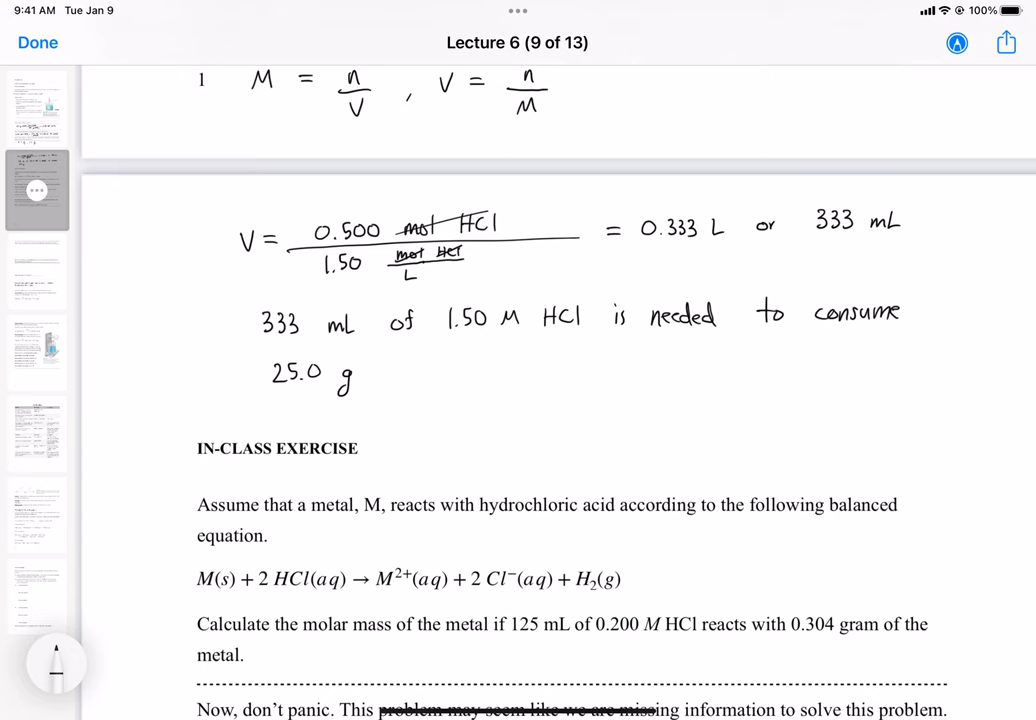 9:41 AM Tue Jan 9
100%
Done
Lecture 6 (9 of 13)
1 M = n/V , V = n/M
V = 0.500 mol HCl / 1.50 mol HCl/L = 0.333 L or 333 mL
333 mL of 1.50 M HCl is needed to consume
25.0 g
IN-CLASS EXERCISE
Assume that a metal, M, reacts with hydrochloric acid according to the following balanced
equation.
M(s) + 2 HCl(aq) → M²⁺(aq) + 2 Cl⁻(aq) + H₂(g)
Calculate the molar mass of the metal if 125 mL of 0.200 M HCl reacts with 0.304 gram of the
metal.
Now, don’t panic. This problem may seem like we are missing information to solve this problem.